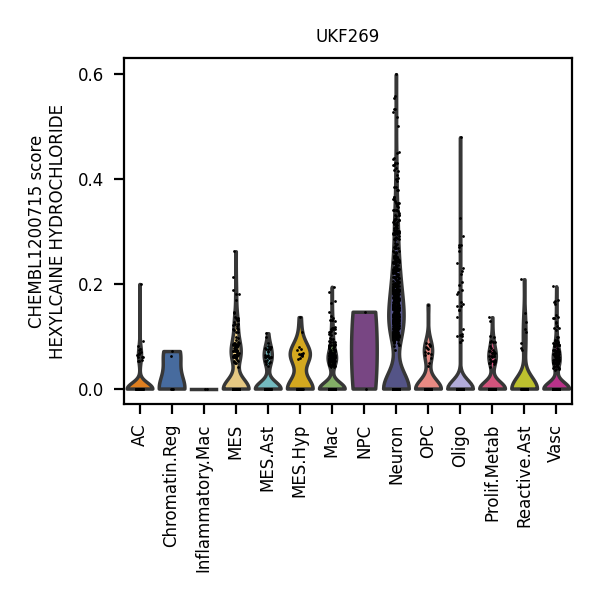 UKF269
CHEMBL1200715 score
HEXYLCAINE HYDROCHLORIDE
0.6
0.4
0.2
0.0
AC
Chromatin.Reg
Inflammatory.Mac
MES
MES.Ast
MES.Hyp
Mac
NPC
Neuron
OPC
Oligo
Prolif.Metab
Reactive.Ast
Vasc